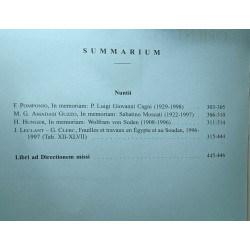 SUMMARIUM
Nuntii
F. POMPONIO, In memoriam: P. Luigi Giovanni Cagni (1929-1998) 303-305
M. G. AMADASI GUZZO, In memoriam: Sabatino Moscati (1922-1997) 306-310
H. HUNGER, In memoriam: Wolfram von Soden (1908-1996) 311-314
J. LECLANT – G. CLERC, Fouilles et travaux en Égypte et au Soudan, 1996-
1997 (Tab. XII-XLVII) 315-444
Libri ad Directionem missi 445-446